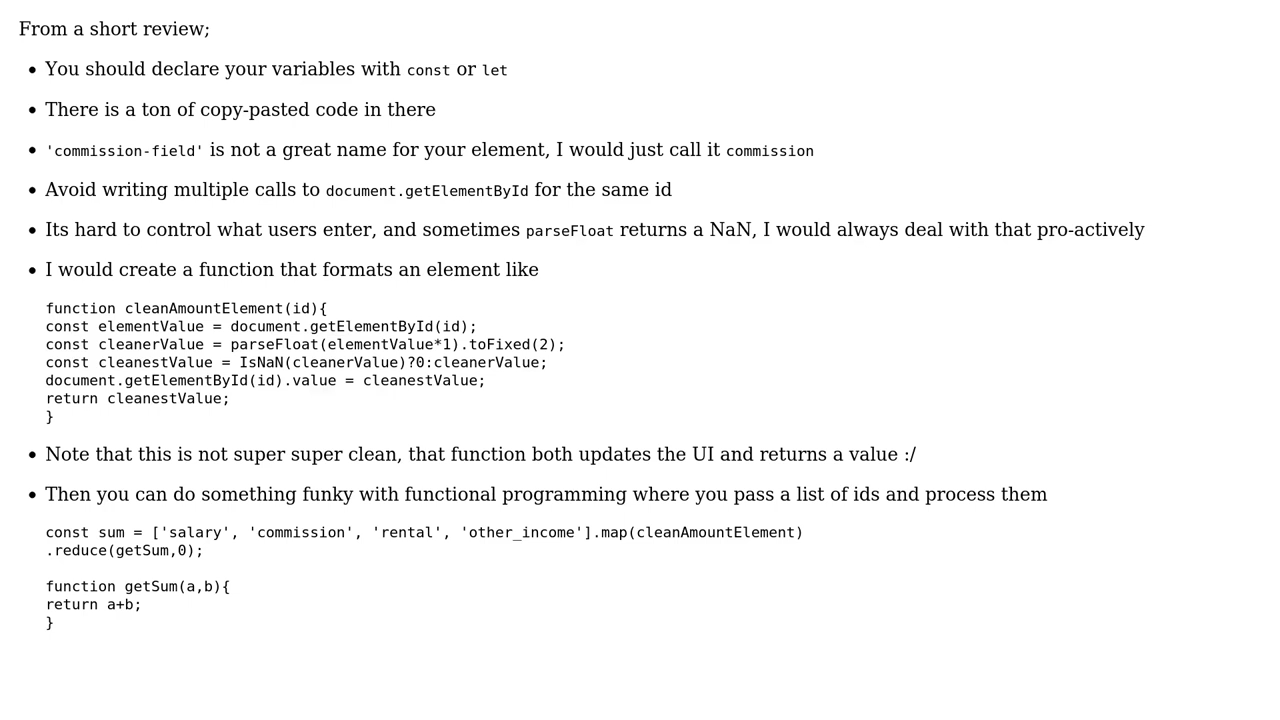 From a short review;
• You should declare your variables with const or let
• There is a ton of copy-pasted code in there
• 'commission-field' is not a great name for your element, I would just call it commission
• Avoid writing multiple calls to document.getElementById for the same id
• Its hard to control what users enter, and sometimes parseFloat returns a NaN, I would always deal with that pro-actively
• I would create a function that formats an element like
function cleanAmountElement(id){
const elementValue = document.getElementById(id);
const cleanerValue = parseFloat(elementValue*1).toFixed(2);
const cleanestValue = IsNaN(cleanerValue)?0:cleanerValue;
document.getElementById(id).value = cleanestValue;
return cleanestValue;
}
• Note that this is not super super clean, that function both updates the UI and returns a value :/
• Then you can do something funky with functional programming where you pass a list of ids and process them
const sum = ['salary', 'commission', 'rental', 'other_income'].map(cleanAmountElement)
.reduce(getSum,0);
function getSum(a,b){
return a+b;
}